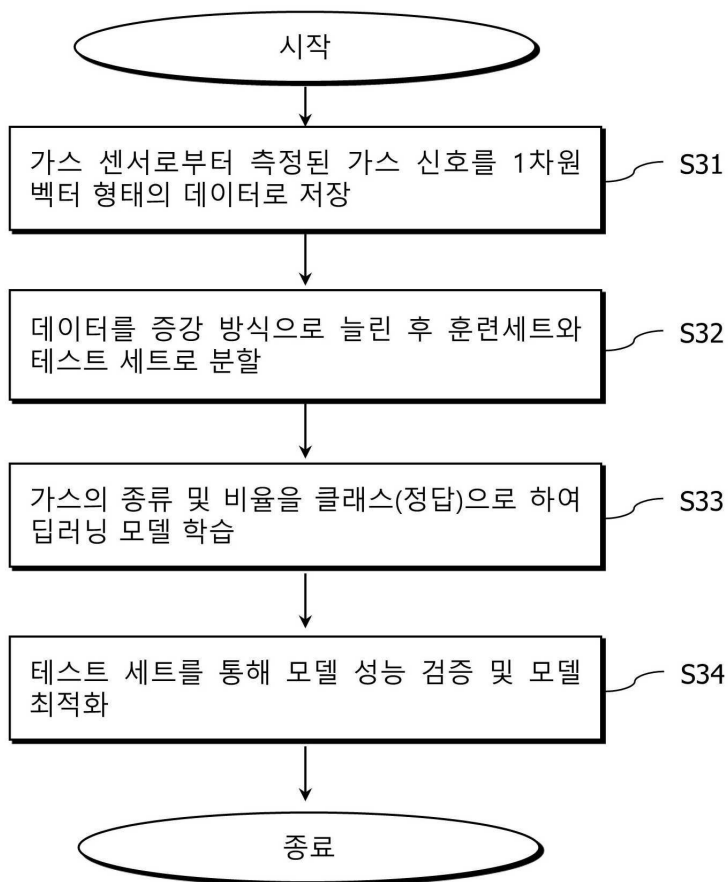 시작
가스 센서로부터 측정된 가스 신호를 1차원
벡터 형태의 데이터로 저장
S31
데이터를 증강 방식으로 늘린 후 훈련세트와
테스트 세트로 분할
S32
가스의 종류 및 비율을 클래스(정답)으로 하여
딥러닝 모델 학습
S33
테스트 세트를 통해 모델 성능 검증 및 모델
최적화
S34
종료